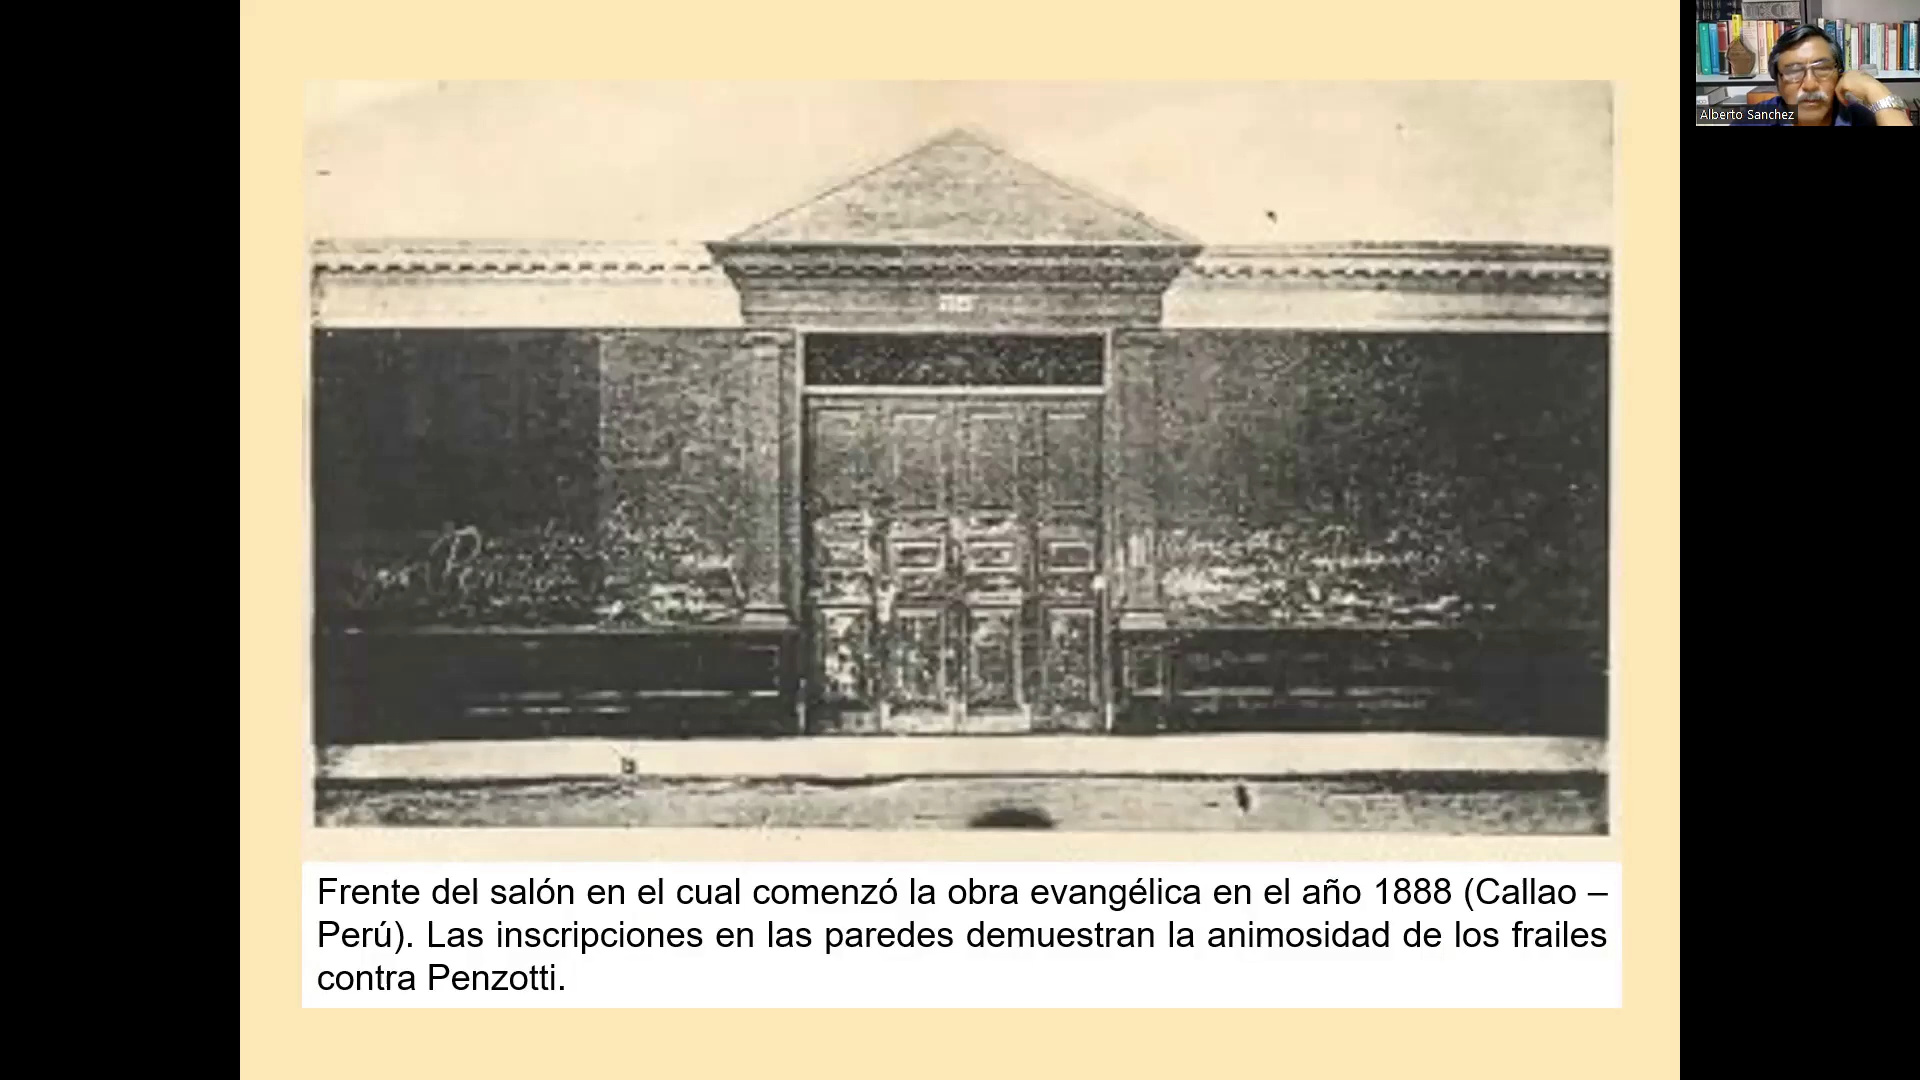 Alberto Sanchez
Frente del salón en el cual comenzó la obra evangélica en el año 1888 (Callao –
Perú). Las inscripciones en las paredes demuestran la animosidad de los frailes
contra Penzotti.